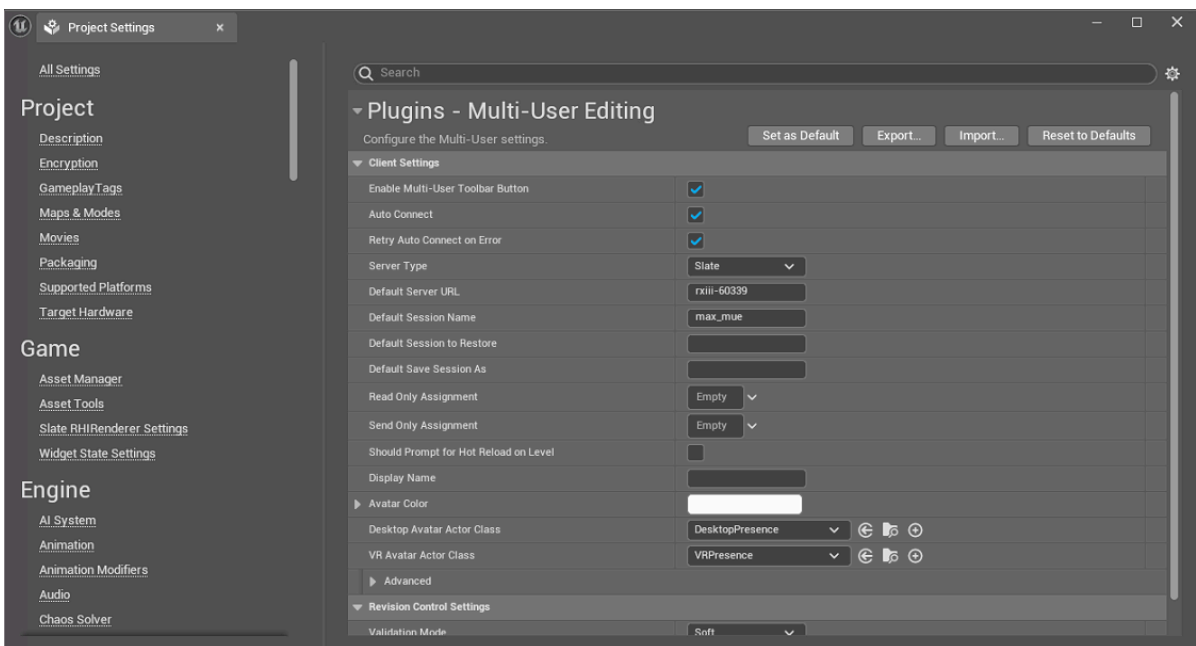 Project Settings
All Settings
Project
Description
Encryption
GameplayTags
Maps & Modes
Movies
Packaging
Supported Platforms
Target Hardware
Game
Asset Manager
Asset Tools
Slate RHIRenderer Settings
Widget State Settings
Engine
AI System
Animation
Animation Modifiers
Audio
Chaos Solver
Search
Plugins - Multi-User Editing
Configure the Multi-User settings.
Set as Default
Export...
Import...
Reset to Defaults
Client Settings
Enable Multi-User Toolbar Button
Auto Connect
Retry Auto Connect on Error
Server Type Slate
Default Server URL rxiii-60339
Default Session Name max_mue
Default Session to Restore
Default Save Session As
Read Only Assignment Empty
Send Only Assignment Empty
Should Prompt for Hot Reload on Level
Display Name
Avatar Color
Desktop Avatar Actor Class DesktopPresence
VR Avatar Actor Class VRPresence
Advanced
Revision Control Settings
Validation Mode Soft